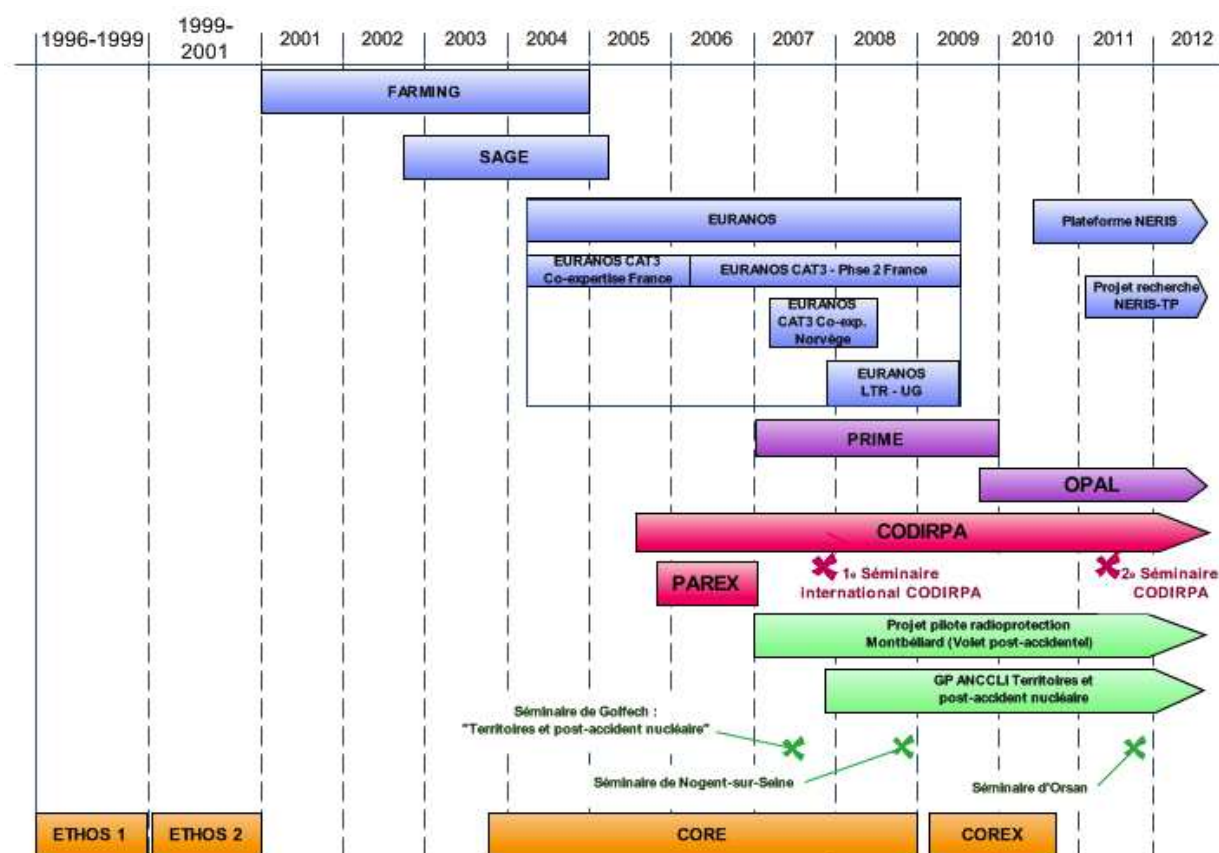 1996-1999
1999-
2001
2001
2002
2003
2004
2005
2006
2007
2008
2009
2010
2011
2012
FARMING
SAGE
EURANOS
Plateforme NERIS
EURANOS CAT3
Co-expertise France
EURANOS CAT3 - Phse 2 France
Projet recherche
NERIS-TP
EURANOS
CAT3 Co-exp.
Norvège
EURANOS
LTR - UG
PRIME
OPAL
CODIRPA
PAREX
1e Séminaire
international CODIRPA
2e Séminaire
CODIRPA
Projet pilote radioprotection
Montbéliard (Volet post-accidentel)
GP ANCCLI Territoires et
post-accident nucléaire
Séminaire de Golfech :
"Territoires et post-accident nucléaire"
Séminaire de Nogent-sur-Seine
Séminaire d'Orsan
ETHOS 1
ETHOS 2
CORE
COREX